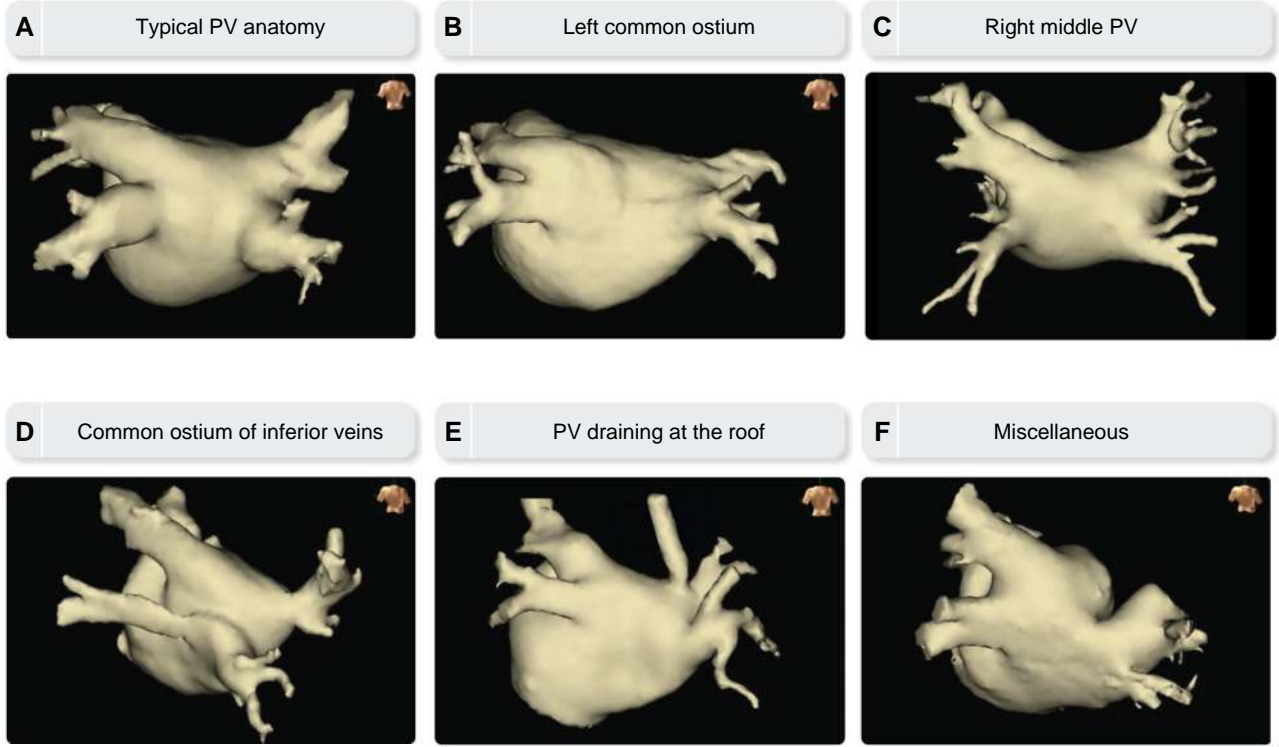 A Typical PV anatomy
B Left common ostium
C Right middle PV
D Common ostium of inferior veins
E PV draining at the roof
F Miscellaneous